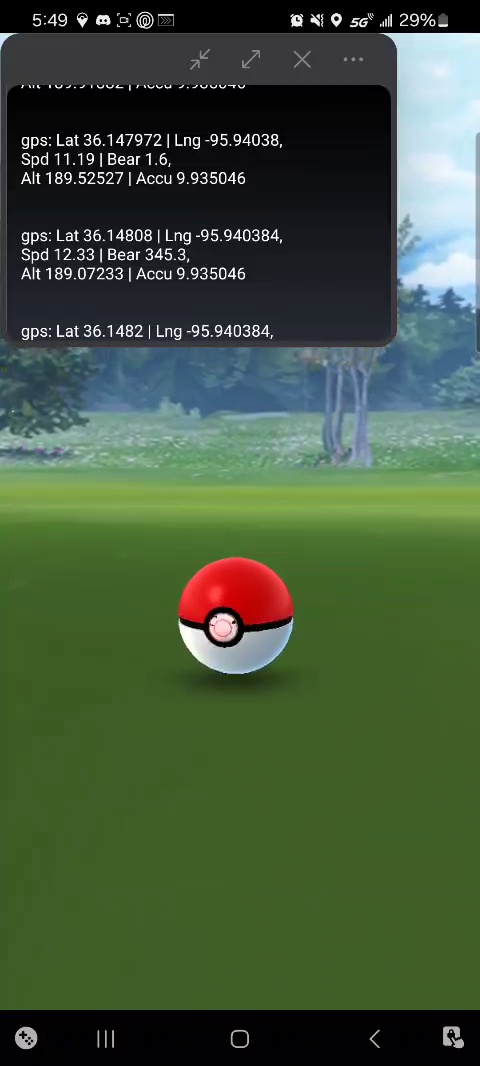 5:49
5G
29%
gps: Lat 36.147972 | Lng -95.94038,
Spd 11.19 | Bear 1.6,
Alt 189.52527 | Accu 9.935046
gps: Lat 36.14808 | Lng -95.940384,
Spd 12.33 | Bear 345.3,
Alt 189.07233 | Accu 9.935046
gps: Lat 36.1482 | Lng -95.940384,